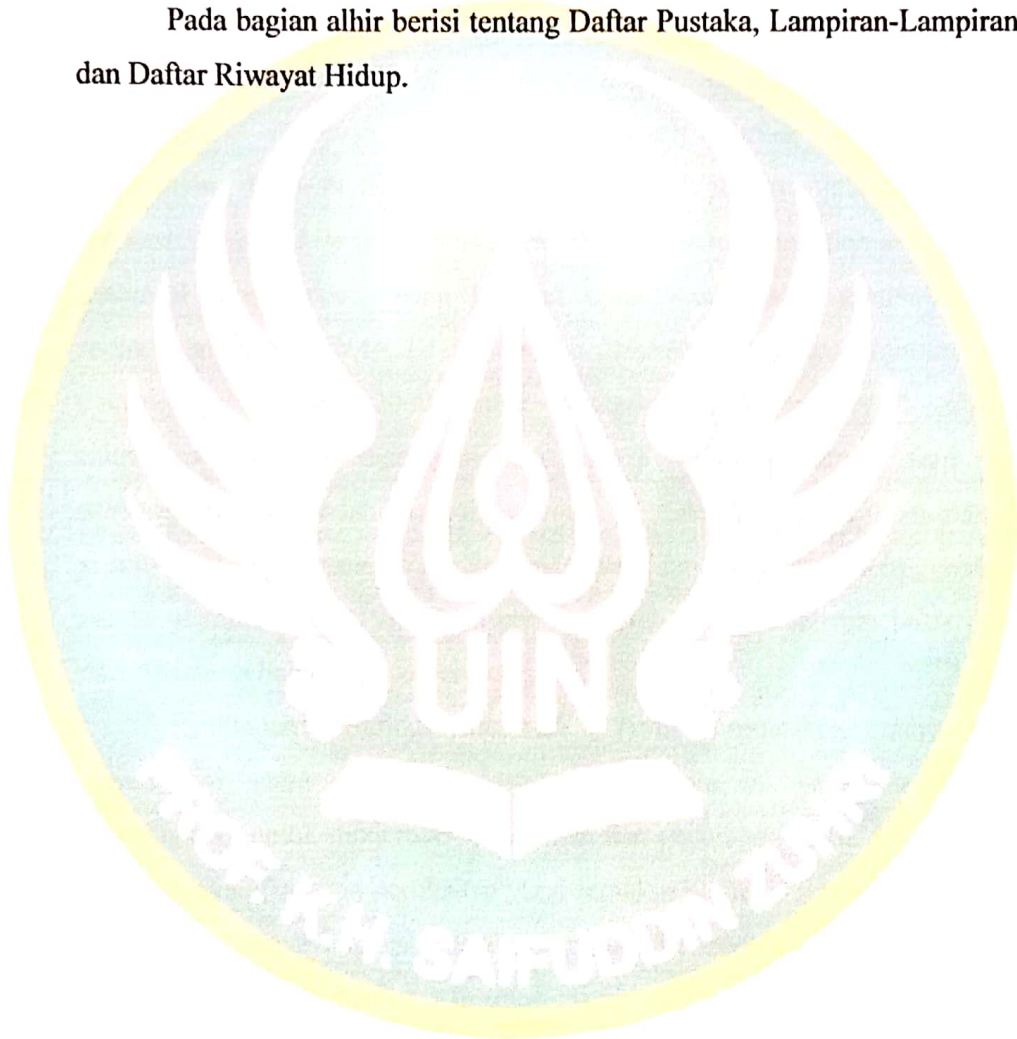 Pada bagian alhir berisi tentang Daftar Pustaka, Lampiran-Lampiran
dan Daftar Riwayat Hidup.
UIN
PROF. K.H. SAIFUDDIN ZUHRI